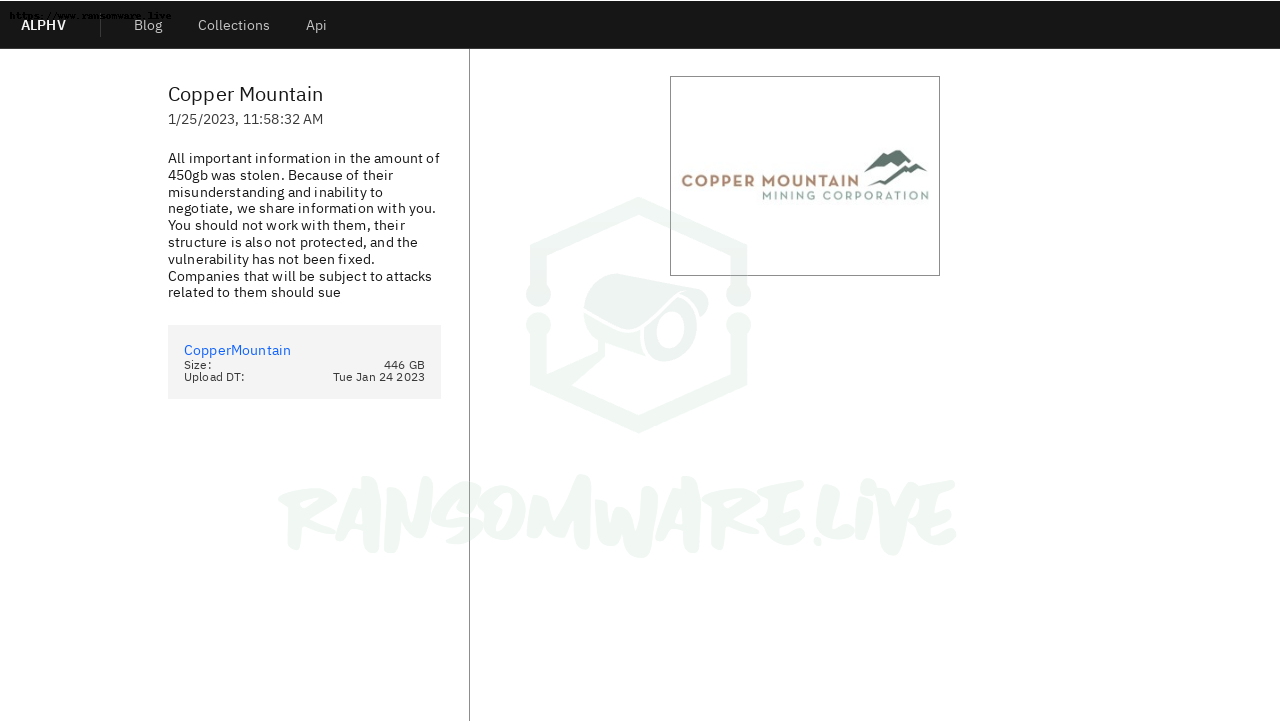 https://www.ransomware.live
ALPHV
Blog
Collections
Api
Copper Mountain
1/25/2023, 11:58:32 AM
All important information in the amount of
450gb was stolen. Because of their
misunderstanding and inability to
negotiate, we share information with you.
You should not work with them, their
structure is also not protected, and the
vulnerability has not been fixed.
Companies that will be subject to attacks
related to them should sue
CopperMountain
Size: 446 GB
Upload DT: Tue Jan 24 2023
COPPER MOUNTAIN
MINING CORPORATION
RANSOMWARE.LIVE